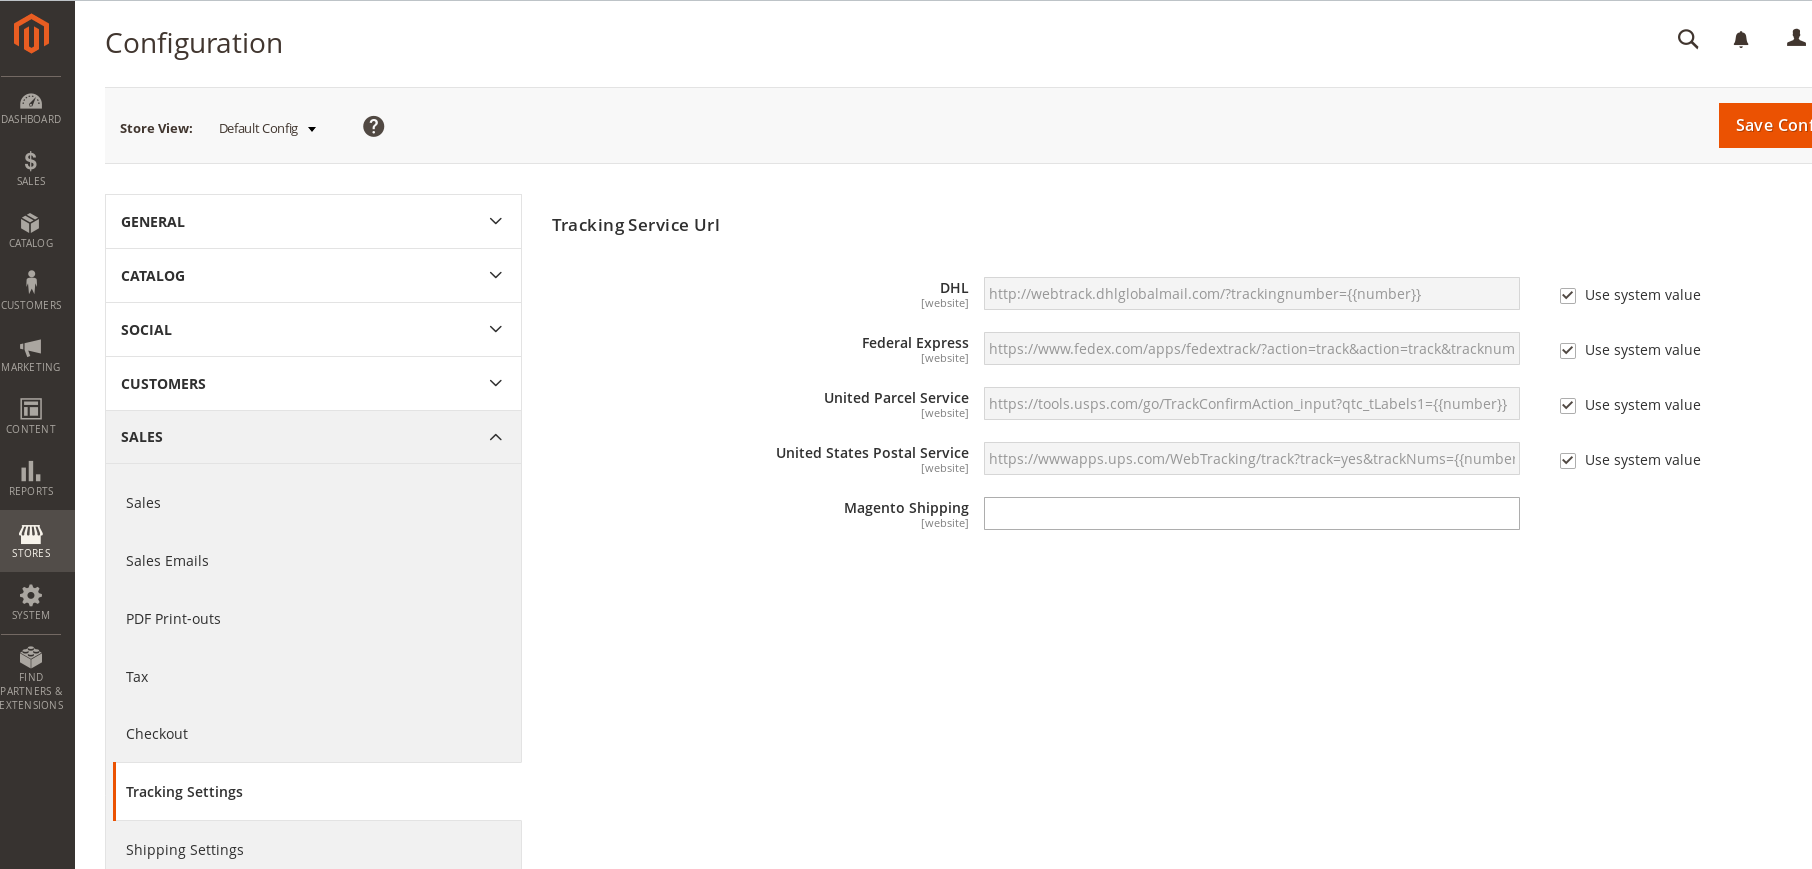 Configuration
DASHBOARD
SALES
CATALOG
CUSTOMERS
MARKETING
CONTENT
REPORTS
STORES
SYSTEM
FIND
PARTNERS &
EXTENSIONS
Store View: Default Config ?
Save Conf
GENERAL
CATALOG
SOCIAL
CUSTOMERS
SALES
Sales
Sales Emails
PDF Print-outs
Tax
Checkout
Tracking Settings
Shipping Settings
Tracking Service Url
DHL
[website]
http://webtrack.dhlglobalmail.com/?trackingnumber={{number}}
Use system value
Federal Express
[website]
https://www.fedex.com/apps/fedextrack/?action=track&action=track&tracknum
Use system value
United Parcel Service
[website]
https://tools.usps.com/go/TrackConfirmAction_input?qtc_tLabels1={{number}}
Use system value
United States Postal Service
[website]
https://wwwapps.ups.com/WebTracking/track?track=yes&trackNums={{number
Use system value
Magento Shipping
[website]